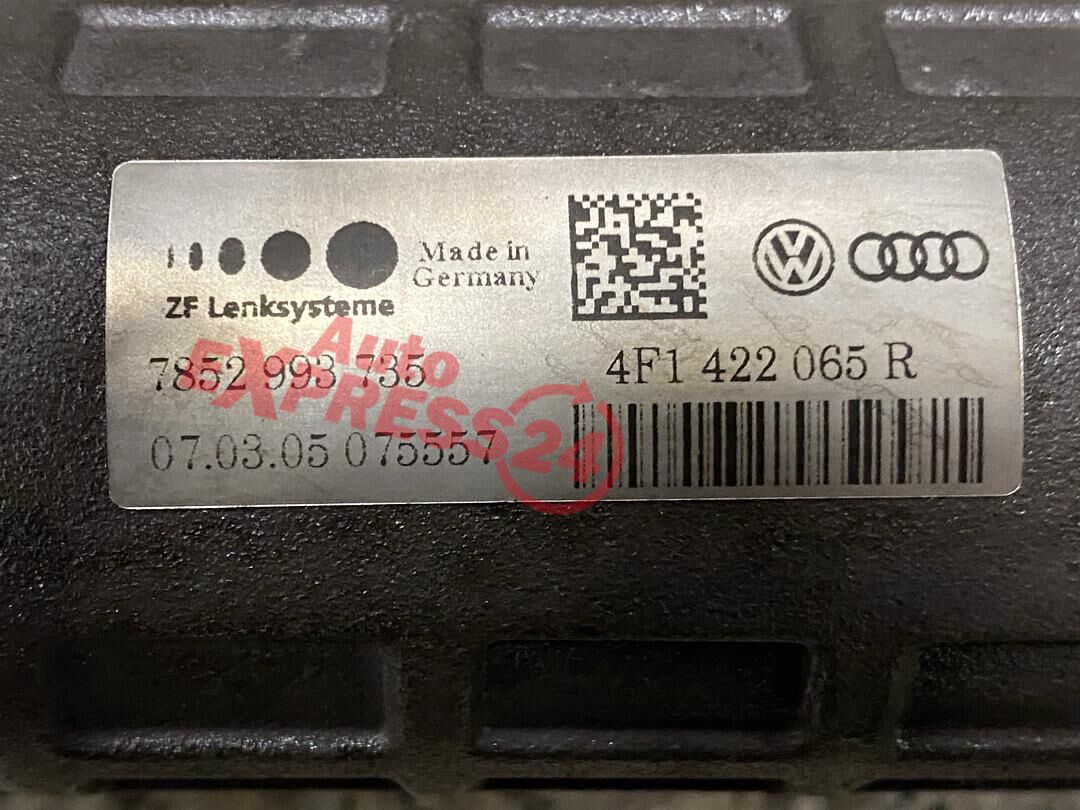 Made in
Germany
ZF Lenksysteme
7852 993 735
4F1 422 065 R
07.03.05 075557
Auto
EXPRESS24